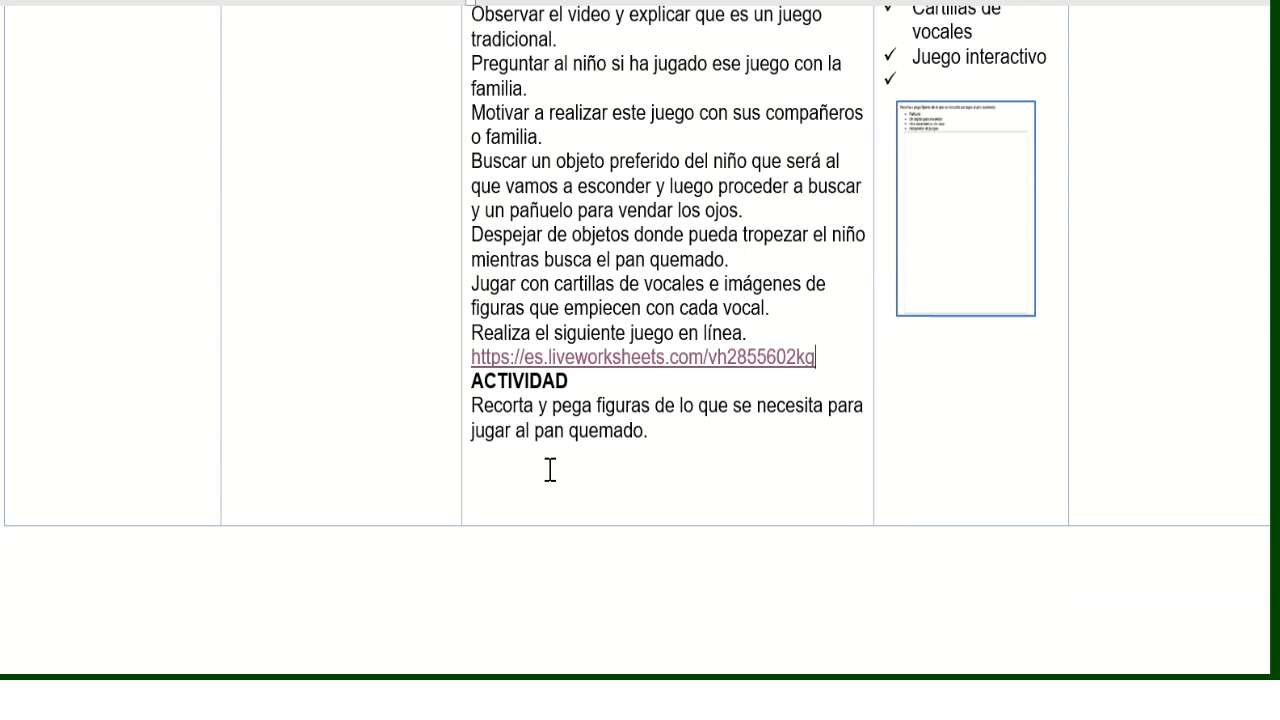 Observar el video y explicar que es un juego
tradicional.
Preguntar al niño si ha jugado ese juego con la
familia.
Motivar a realizar este juego con sus compañeros
o familia.
Buscar un objeto preferido del niño que será al
que vamos a esconder y luego proceder a buscar
y un pañuelo para vendar los ojos.
Despejar de objetos donde pueda tropezar el niño
mientras busca el pan quemado.
Jugar con cartillas de vocales e imágenes de
figuras que empiecen con cada vocal.
Realiza el siguiente juego en línea.
https://es.liveworksheets.com/vh2855602kg
ACTIVIDAD
Recorta y pega figuras de lo que se necesita para
jugar al pan quemado.
✓ Cartillas de
vocales
✓ Juego interactivo
✓